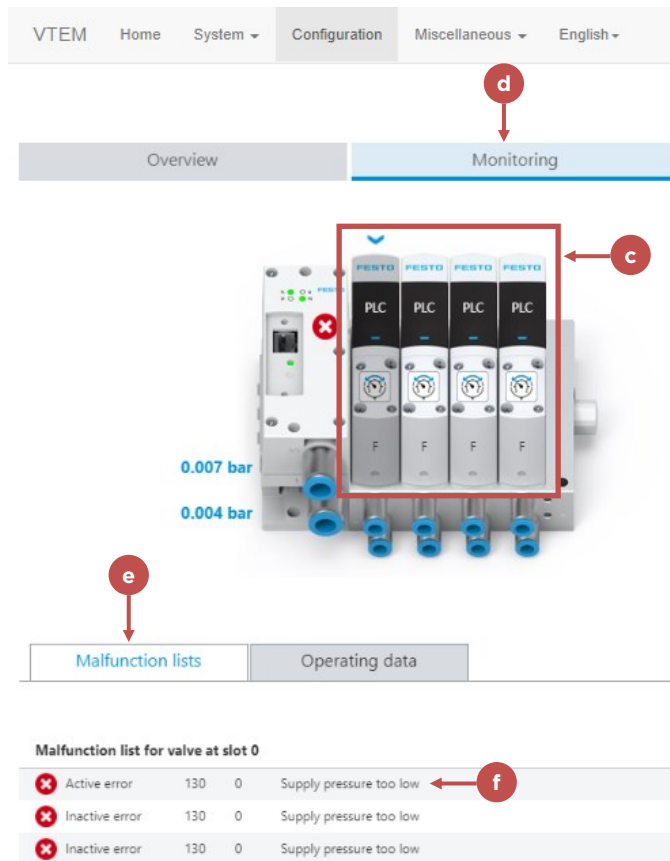 VTEM Home System Configuration Miscellaneous English
d
Overview Monitoring
c
FESTO FESTO FESTO FESTO
FESTO
PLC PLC PLC PLC
F F F F
0.007 bar
0.004 bar
e
Malfunction lists Operating data
Malfunction list for valve at slot 0
Active error 130 0 Supply pressure too low f
Inactive error 130 0 Supply pressure too low
Inactive error 130 0 Supply pressure too low